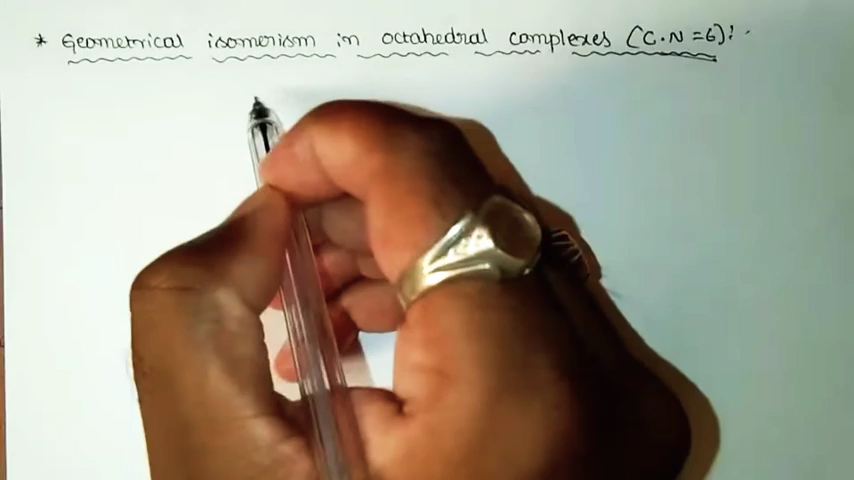 * Geometrical isomerism in octahedral complexes (C.N=6):-